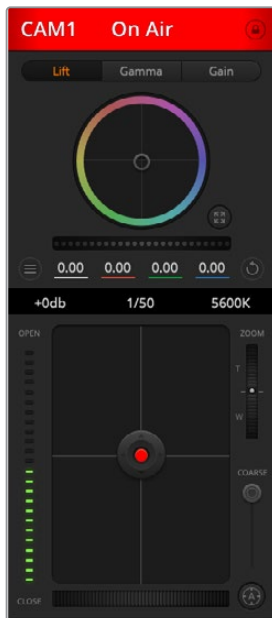 CAM1 On Air
Lift Gamma Gain
0.00 0.00 0.00 0.00
+0db 1/50 5600K
OPEN ZOOM
T
W
COARSE
A
CLOSE